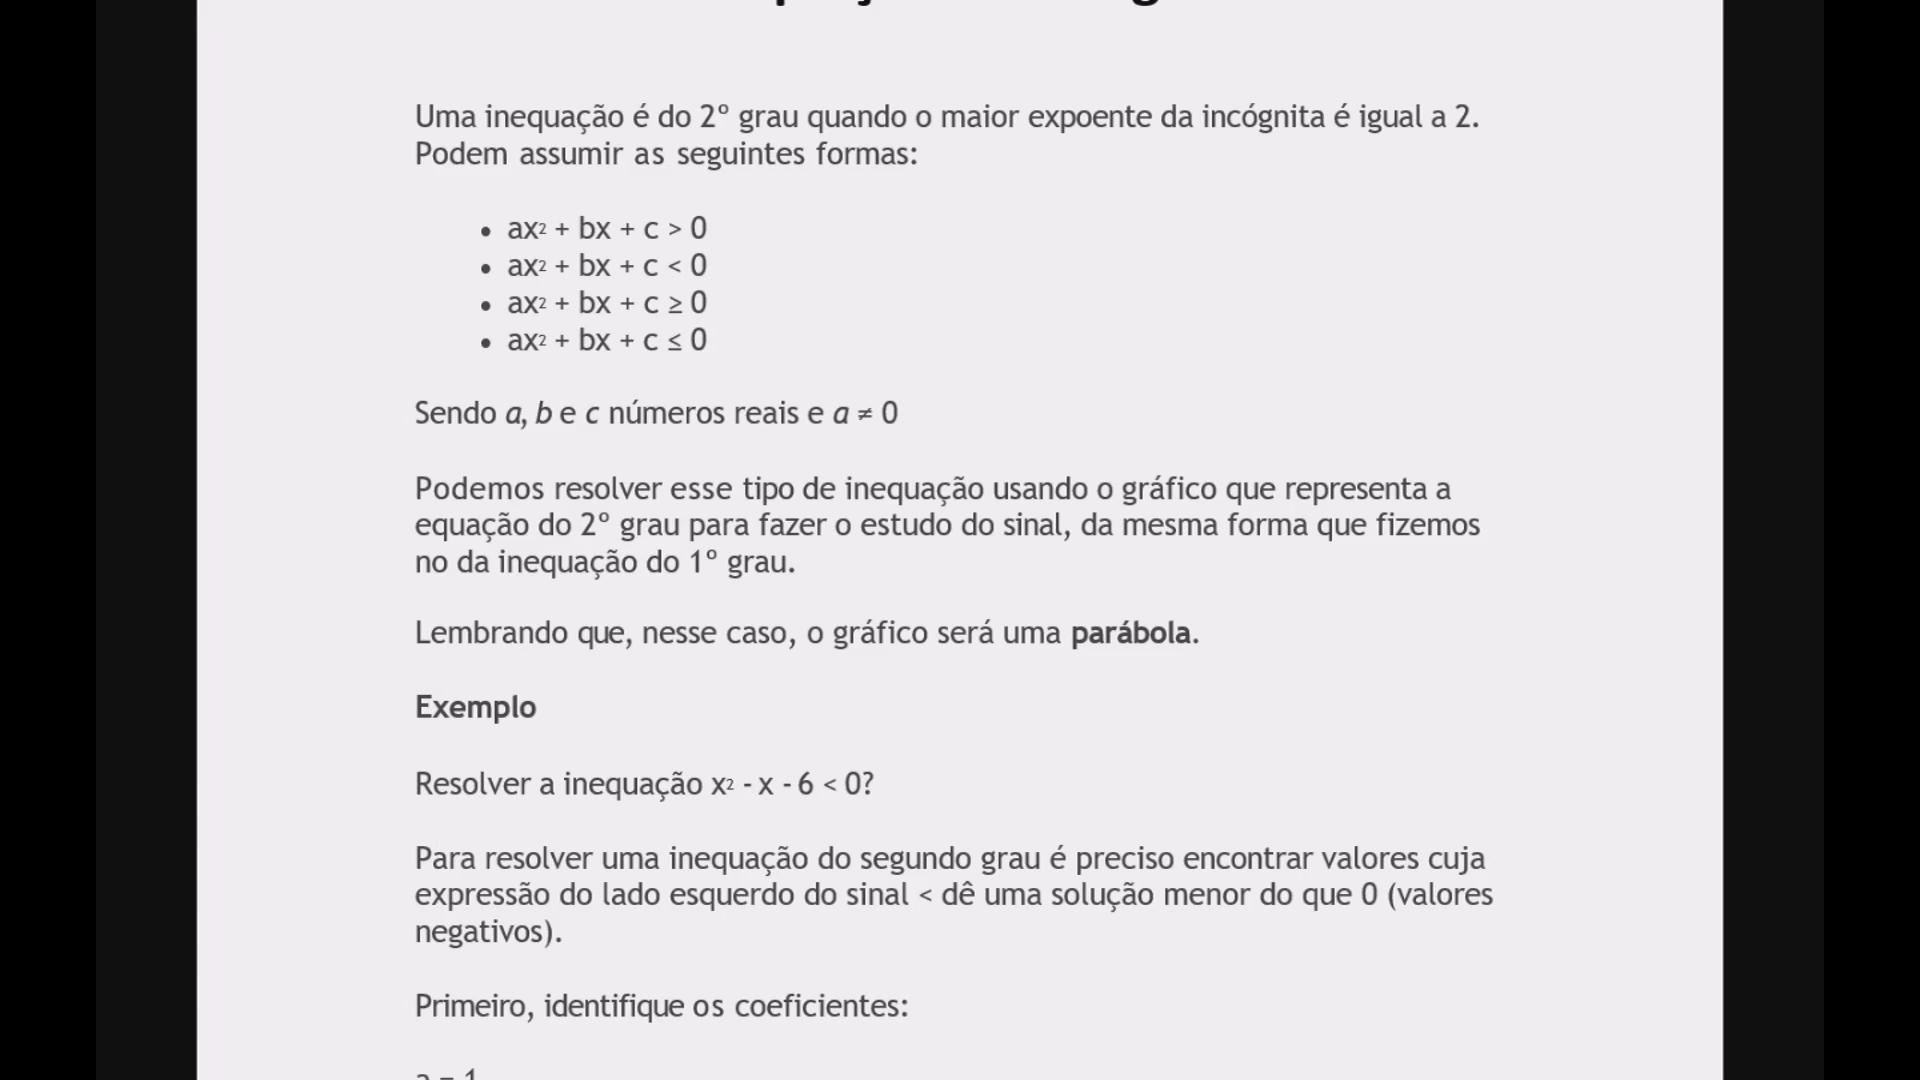 Uma inequação é do 2º grau quando o maior expoente da incógnita é igual a 2.
Podem assumir as seguintes formas:
• ax² + bx + c > 0
• ax² + bx + c < 0
• ax² + bx + c ≥ 0
• ax² + bx + c ≤ 0
Sendo a, b e c números reais e a ≠ 0
Podemos resolver esse tipo de inequação usando o gráfico que representa a
equação do 2º grau para fazer o estudo do sinal, da mesma forma que fizemos
no da inequação do 1º grau.
Lembrando que, nesse caso, o gráfico será uma parábola.
Exemplo
Resolver a inequação x² - x - 6 < 0?
Para resolver uma inequação do segundo grau é preciso encontrar valores cuja
expressão do lado esquerdo do sinal < dê uma solução menor do que 0 (valores
negativos).
Primeiro, identifique os coeficientes:
a = 1